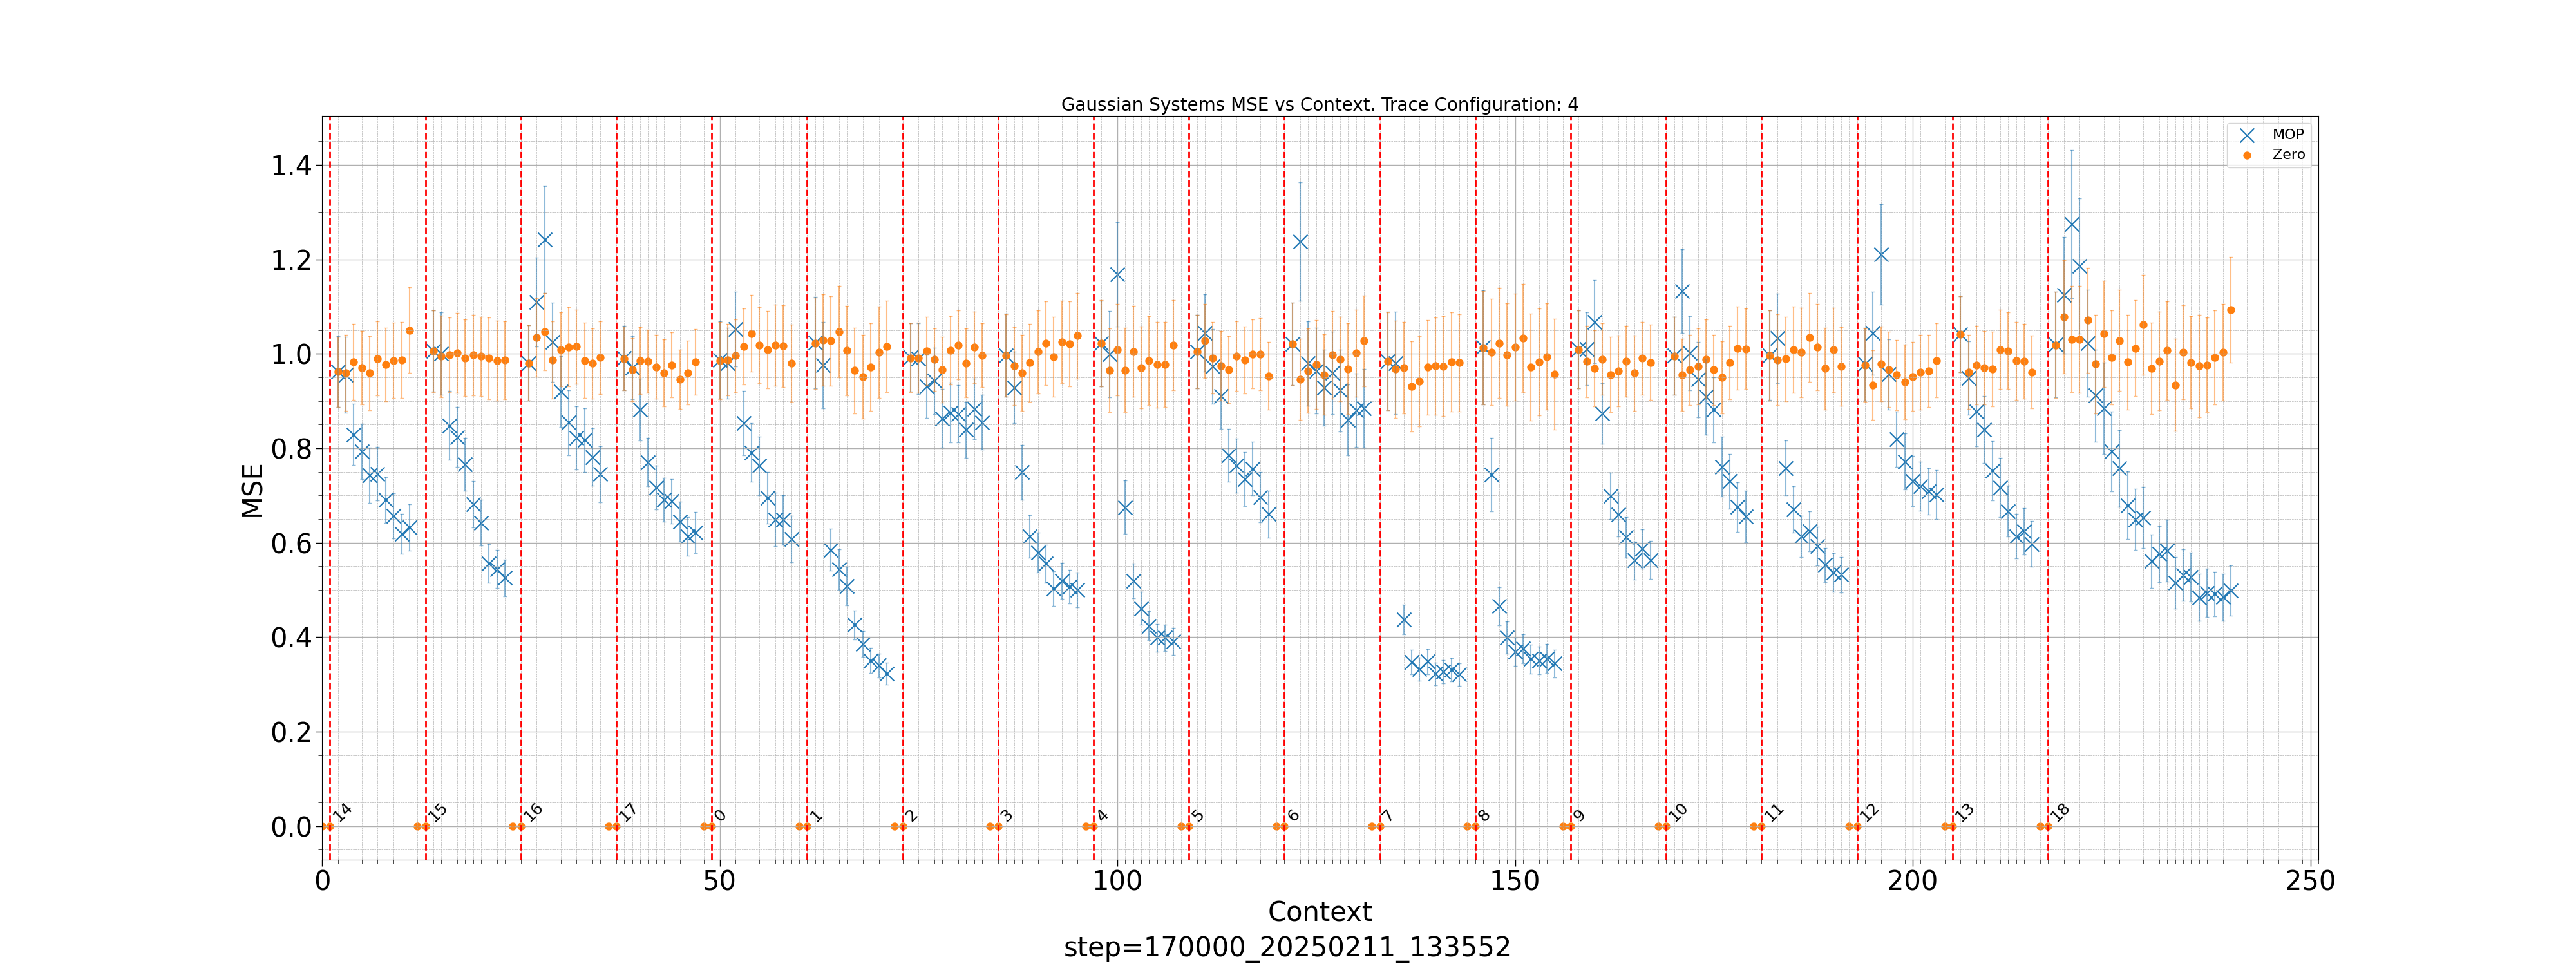 Gaussian Systems MSE vs Context. Trace Configuration: 4
MOP
Zero
MSE
1.4
1.2
1.0
0.8
0.6
0.4
0.2
0.0
14 15 16 17 0 1 2 3 4 5 6 7 8 9 10 11 12 13 18
0 50 100 150 200 250
Context
step=170000_20250211_133552